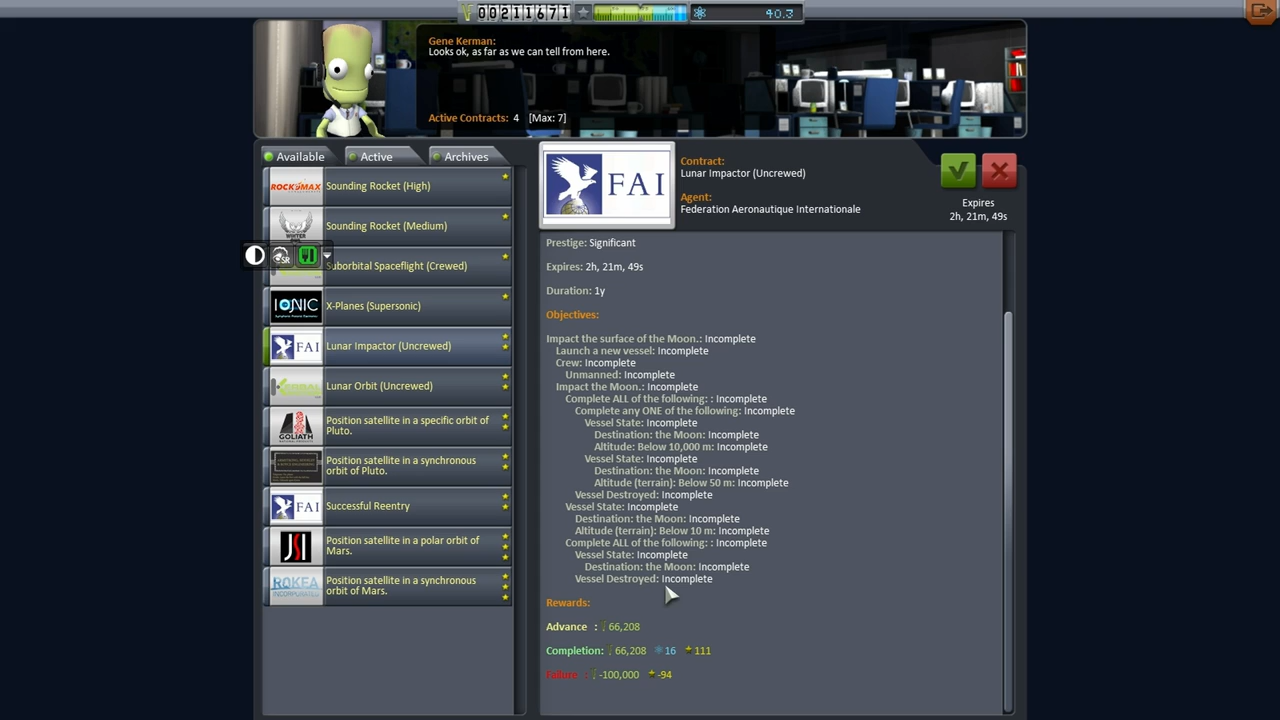 00211671
40.3
Gene Kerman:
Looks ok, as far as we can tell from here.
Active Contracts: 4 [Max: 7]
Available
Active
Archives
ROCKOMAX
Sounding Rocket (High)
Sounding Rocket (Medium)
SR
Suborbital Spaceflight (Crewed)
IONIC
X-Planes (Supersonic)
FAI
Lunar Impactor (Uncrewed)
Lunar Orbit (Uncrewed)
GOLIATH
Position satellite in a specific orbit of
Pluto.
Position satellite in a synchronous
orbit of Pluto.
FAI
Successful Reentry
Position satellite in a polar orbit of
Mars.
ROKEA
INCORPORATED
Position satellite in a synchronous
orbit of Mars.
FAI
Contract:
Lunar Impactor (Uncrewed)
Agent:
Federation Aeronautique Internationale
Expires
2h, 21m, 49s
Prestige: Significant
Expires: 2h, 21m, 49s
Duration: 1y
Objectives:
Impact the surface of the Moon.: Incomplete
Launch a new vessel: Incomplete
Crew: Incomplete
Unmanned: Incomplete
Impact the Moon.: Incomplete
Complete ALL of the following: : Incomplete
Complete any ONE of the following: Incomplete
Vessel State: Incomplete
Destination: the Moon: Incomplete
Altitude: Below 10,000 m: Incomplete
Vessel State: Incomplete
Destination: the Moon: Incomplete
Altitude (terrain): Below 50 m: Incomplete
Vessel Destroyed: Incomplete
Vessel State: Incomplete
Destination: the Moon: Incomplete
Altitude (terrain): Below 10 m: Incomplete
Complete ALL of the following: : Incomplete
Vessel State: Incomplete
Destination: the Moon: Incomplete
Vessel Destroyed: Incomplete
Rewards:
Advance : 66,208
Completion: 66,208 16 111
Failure : -100,000 -94